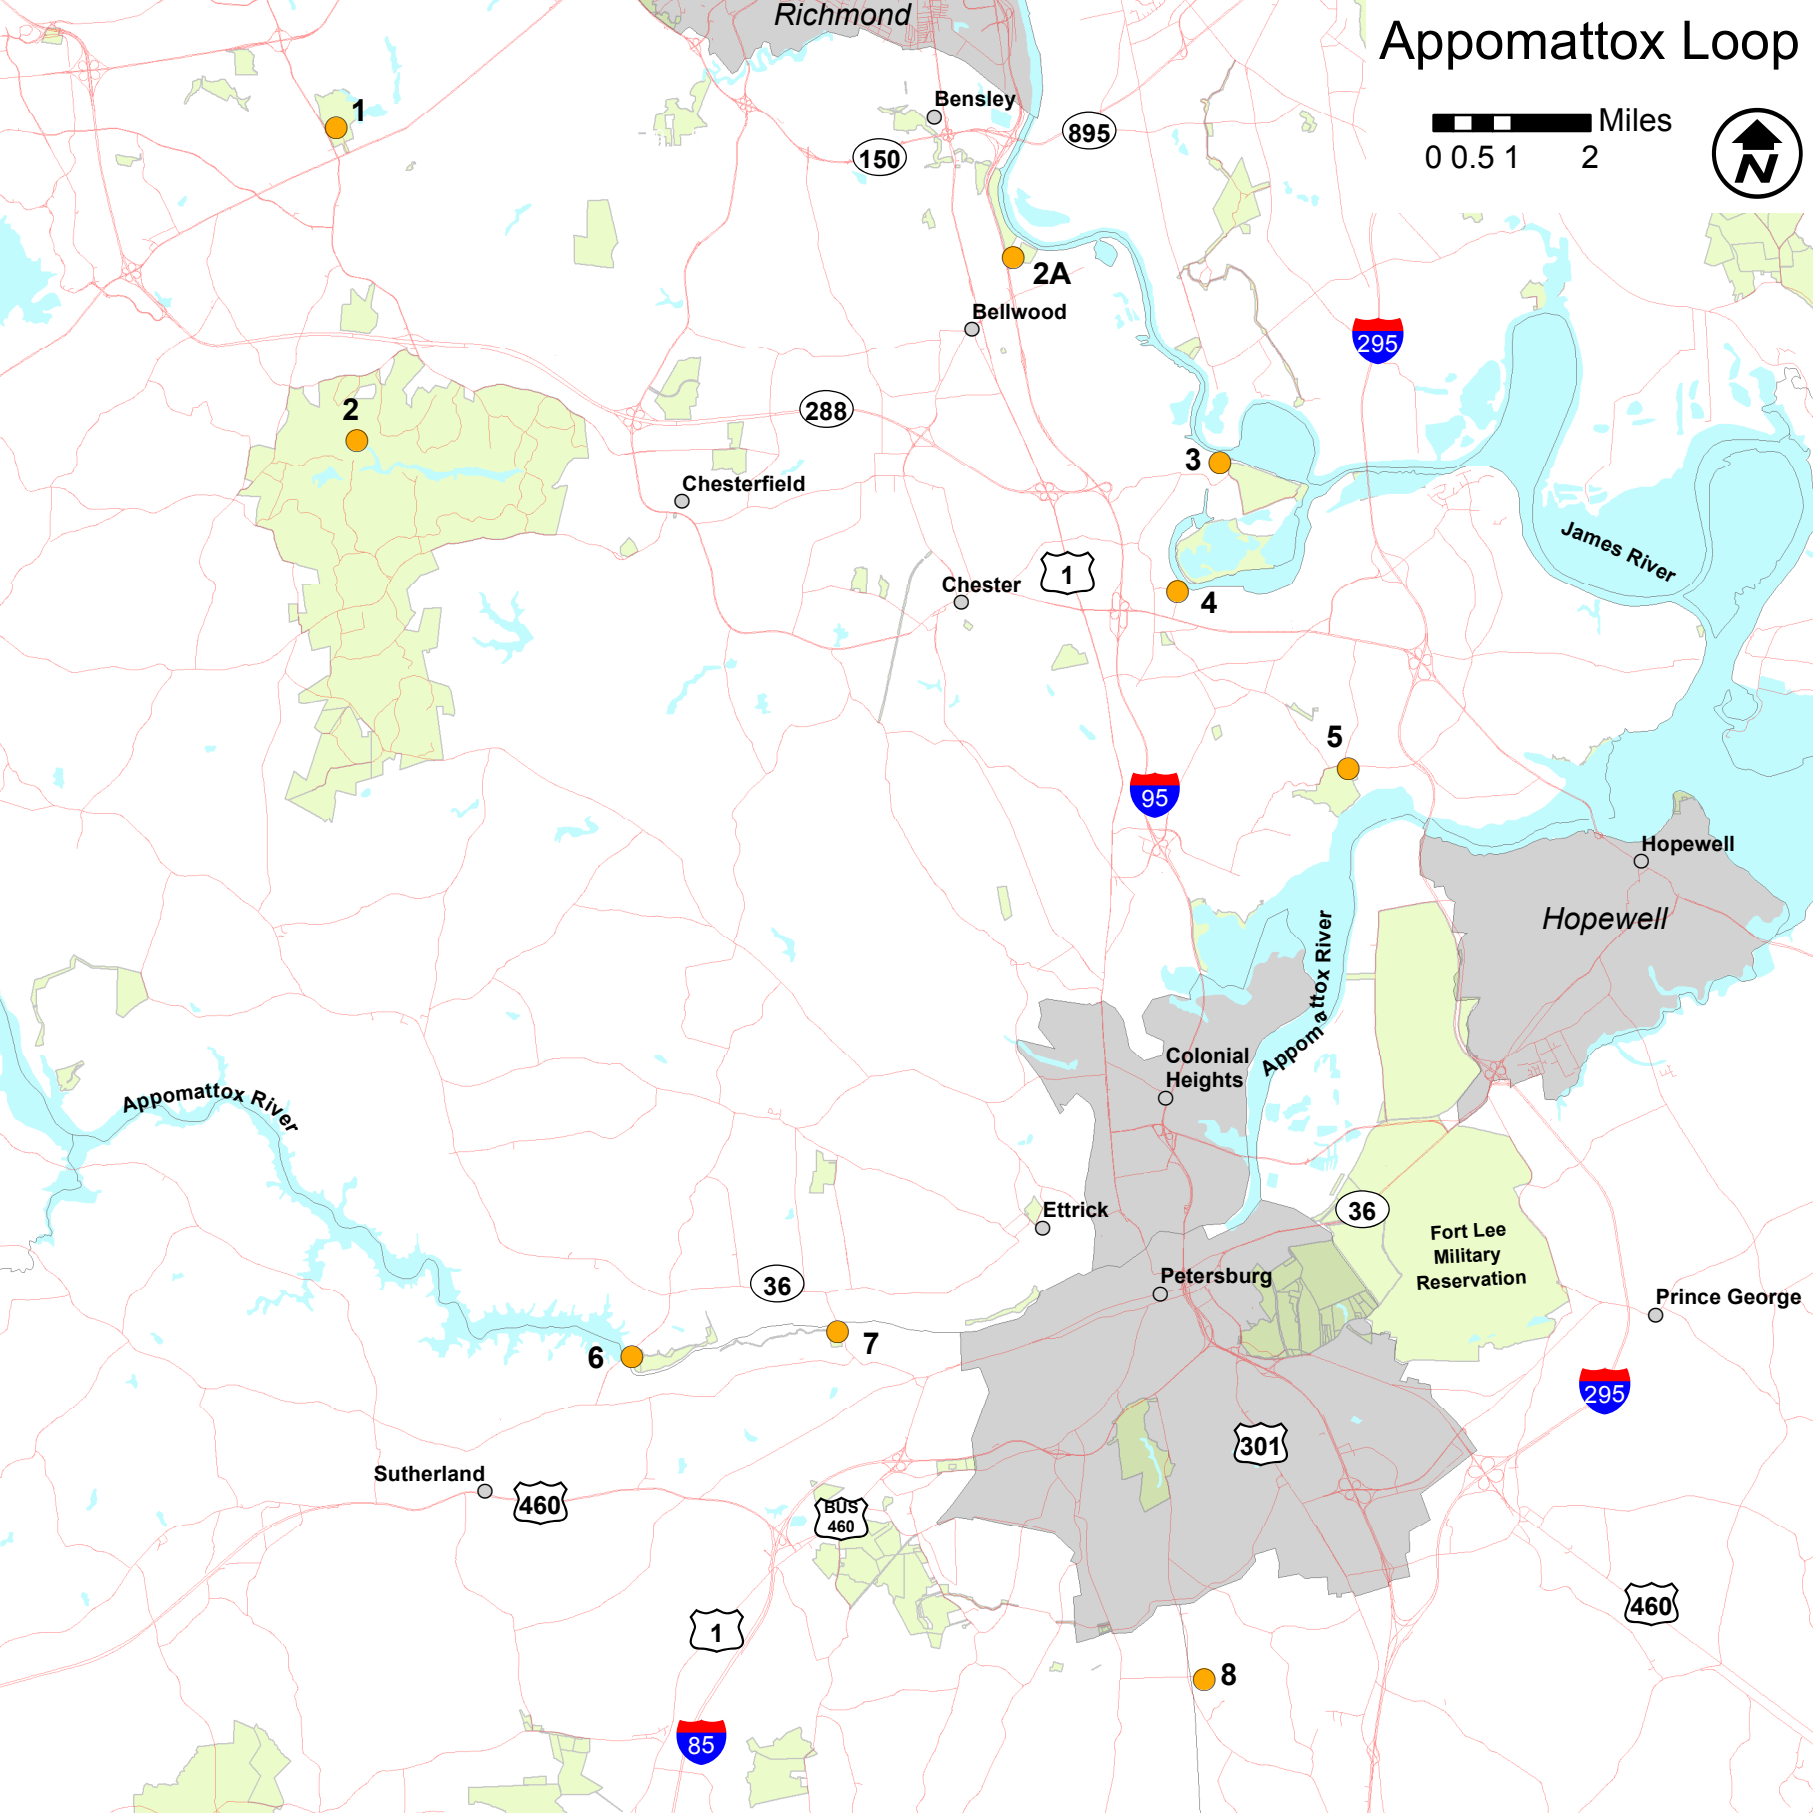 Richmond
Appomattox Loop
Miles
0 0.5 1 2
N
1
Bensley
895
150
2A
Bellwood
295
2
288
3
Chesterfield
James River
1
Chester
4
5
95
Hopewell
Hopewell
Appomattox River
Colonial
Heights
Appomattox River
Ettrick
36
Fort Lee
Military
Reservation
Petersburg
36
Prince George
7
6
295
301
Sutherland
460
BUS
460
460
1
8
85